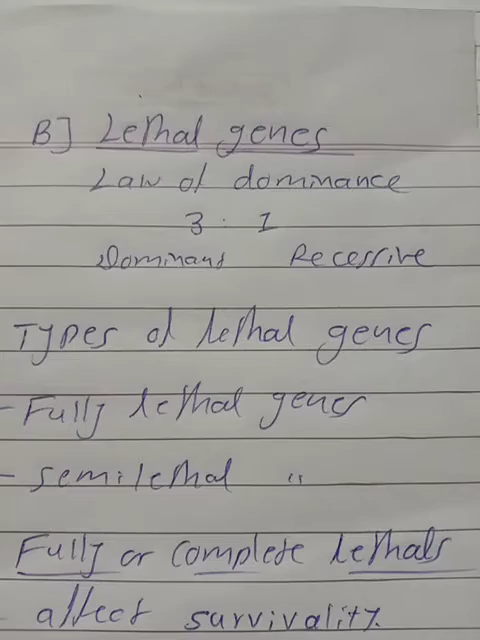 B] Lethal genes
Law of dominance
3 : 1
Dominans Recessive
Types of lethal genes
- Fully lethal genes
- semilethal "
Fully or complete lethals
- affect survivality.